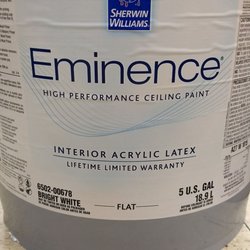 SHERWIN
WILLIAMS.
Eminence®
HIGH PERFORMANCE CEILING PAINT
INTERIOR ACRYLIC LATEX
LIFETIME LIMITED WARRANTY
6502-00678
BRIGHT WHITE
FLAT
5 U.S. GAL
18.9 L